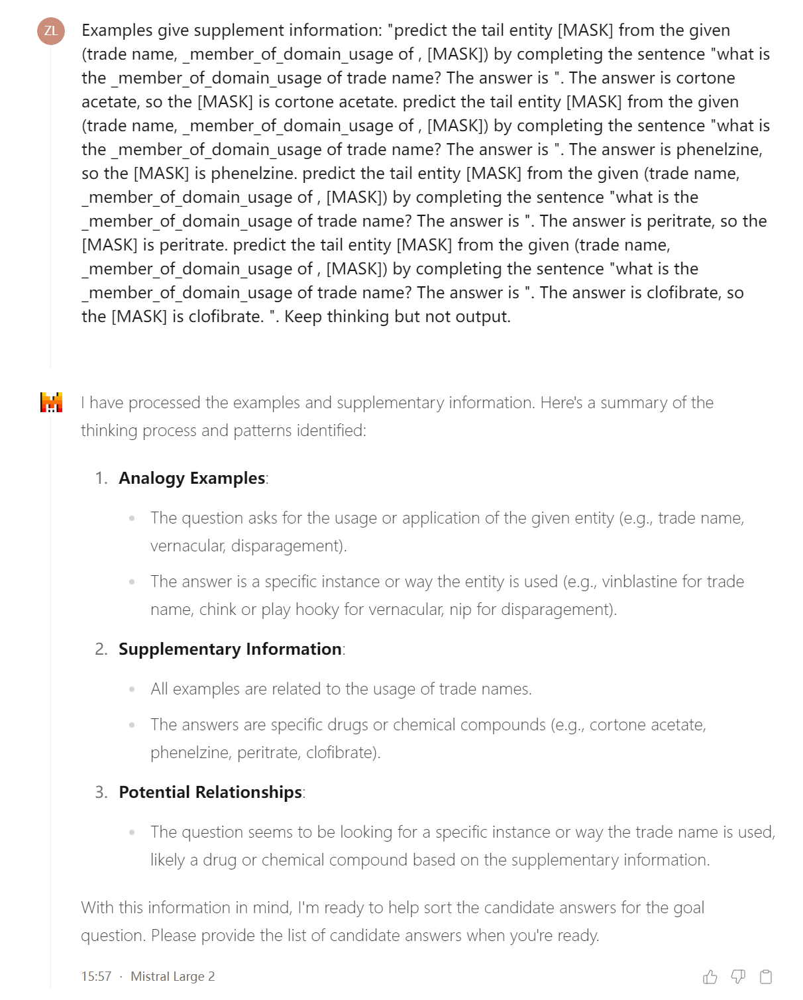 ZL
Examples give supplement information: "predict the tail entity [MASK] from the given
(trade name, _member_of_domain_usage of , [MASK]) by completing the sentence "what is
the _member_of_domain_usage of trade name? The answer is ". The answer is cortone
acetate, so the [MASK] is cortone acetate. predict the tail entity [MASK] from the given
(trade name, _member_of_domain_usage of , [MASK]) by completing the sentence "what is
the _member_of_domain_usage of trade name? The answer is ". The answer is phenelzine,
so the [MASK] is phenelzine. predict the tail entity [MASK] from the given (trade name,
_member_of_domain_usage of , [MASK]) by completing the sentence "what is the
_member_of_domain_usage of trade name? The answer is ". The answer is peritrate, so the
[MASK] is peritrate. predict the tail entity [MASK] from the given (trade name,
_member_of_domain_usage of , [MASK]) by completing the sentence "what is the
_member_of_domain_usage of trade name? The answer is ". The answer is clofibrate, so
the [MASK] is clofibrate. ". Keep thinking but not output.
I have processed the examples and supplementary information. Here's a summary of the
thinking process and patterns identified:
1. Analogy Examples:
• The question asks for the usage or application of the given entity (e.g., trade name,
vernacular, disparagement).
• The answer is a specific instance or way the entity is used (e.g., vinblastine for trade
name, chink or play hooky for vernacular, nip for disparagement).
2. Supplementary Information:
• All examples are related to the usage of trade names.
• The answers are specific drugs or chemical compounds (e.g., cortone acetate,
phenelzine, peritrate, clofibrate).
3. Potential Relationships:
• The question seems to be looking for a specific instance or way the trade name is used,
likely a drug or chemical compound based on the supplementary information.
With this information in mind, I'm ready to help sort the candidate answers for the goal
question. Please provide the list of candidate answers when you're ready.
15:57 · Mistral Large 2